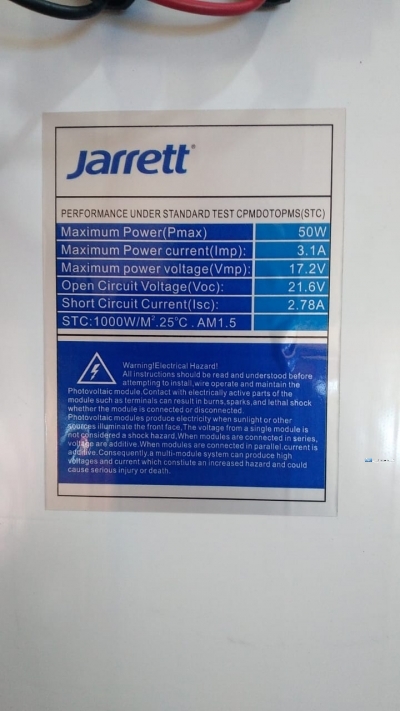 Jarrett®
PERFORMANCE UNDER STANDARD TEST CPMDOTOPMS(STC)
Maximum Power(Pmax) 50W
Maximum Power current(Imp): 3.1A
Maximum power voltage(Vmp): 17.2V
Open Circuit Voltage(Voc): 21.6V
Short Circuit Current(Isc): 2.78A
STC:1000W/M².25°C . AM1.5
Warning!Electrical Hazard!
All instructions should be read and understood before
attempting to install,wire operate and maintain the
Photovoltaic module.Contact with electrically active parts of the
module such as terminals can result in burns,sparks,and lethal shock
whether the module is connected or disconnected.
Photovoltaic modules produce electricity when sunlight or other
sources illuminate the front face.The voltage from a single module is
not considered a shock hazard.When modules are connected in series,
voltage are additive.When modules are connected in parallel.current is
additive.Consequently,a multi-module system can produce high
voltages and current which constiute an increased hazard and could
cause serious injury or death.